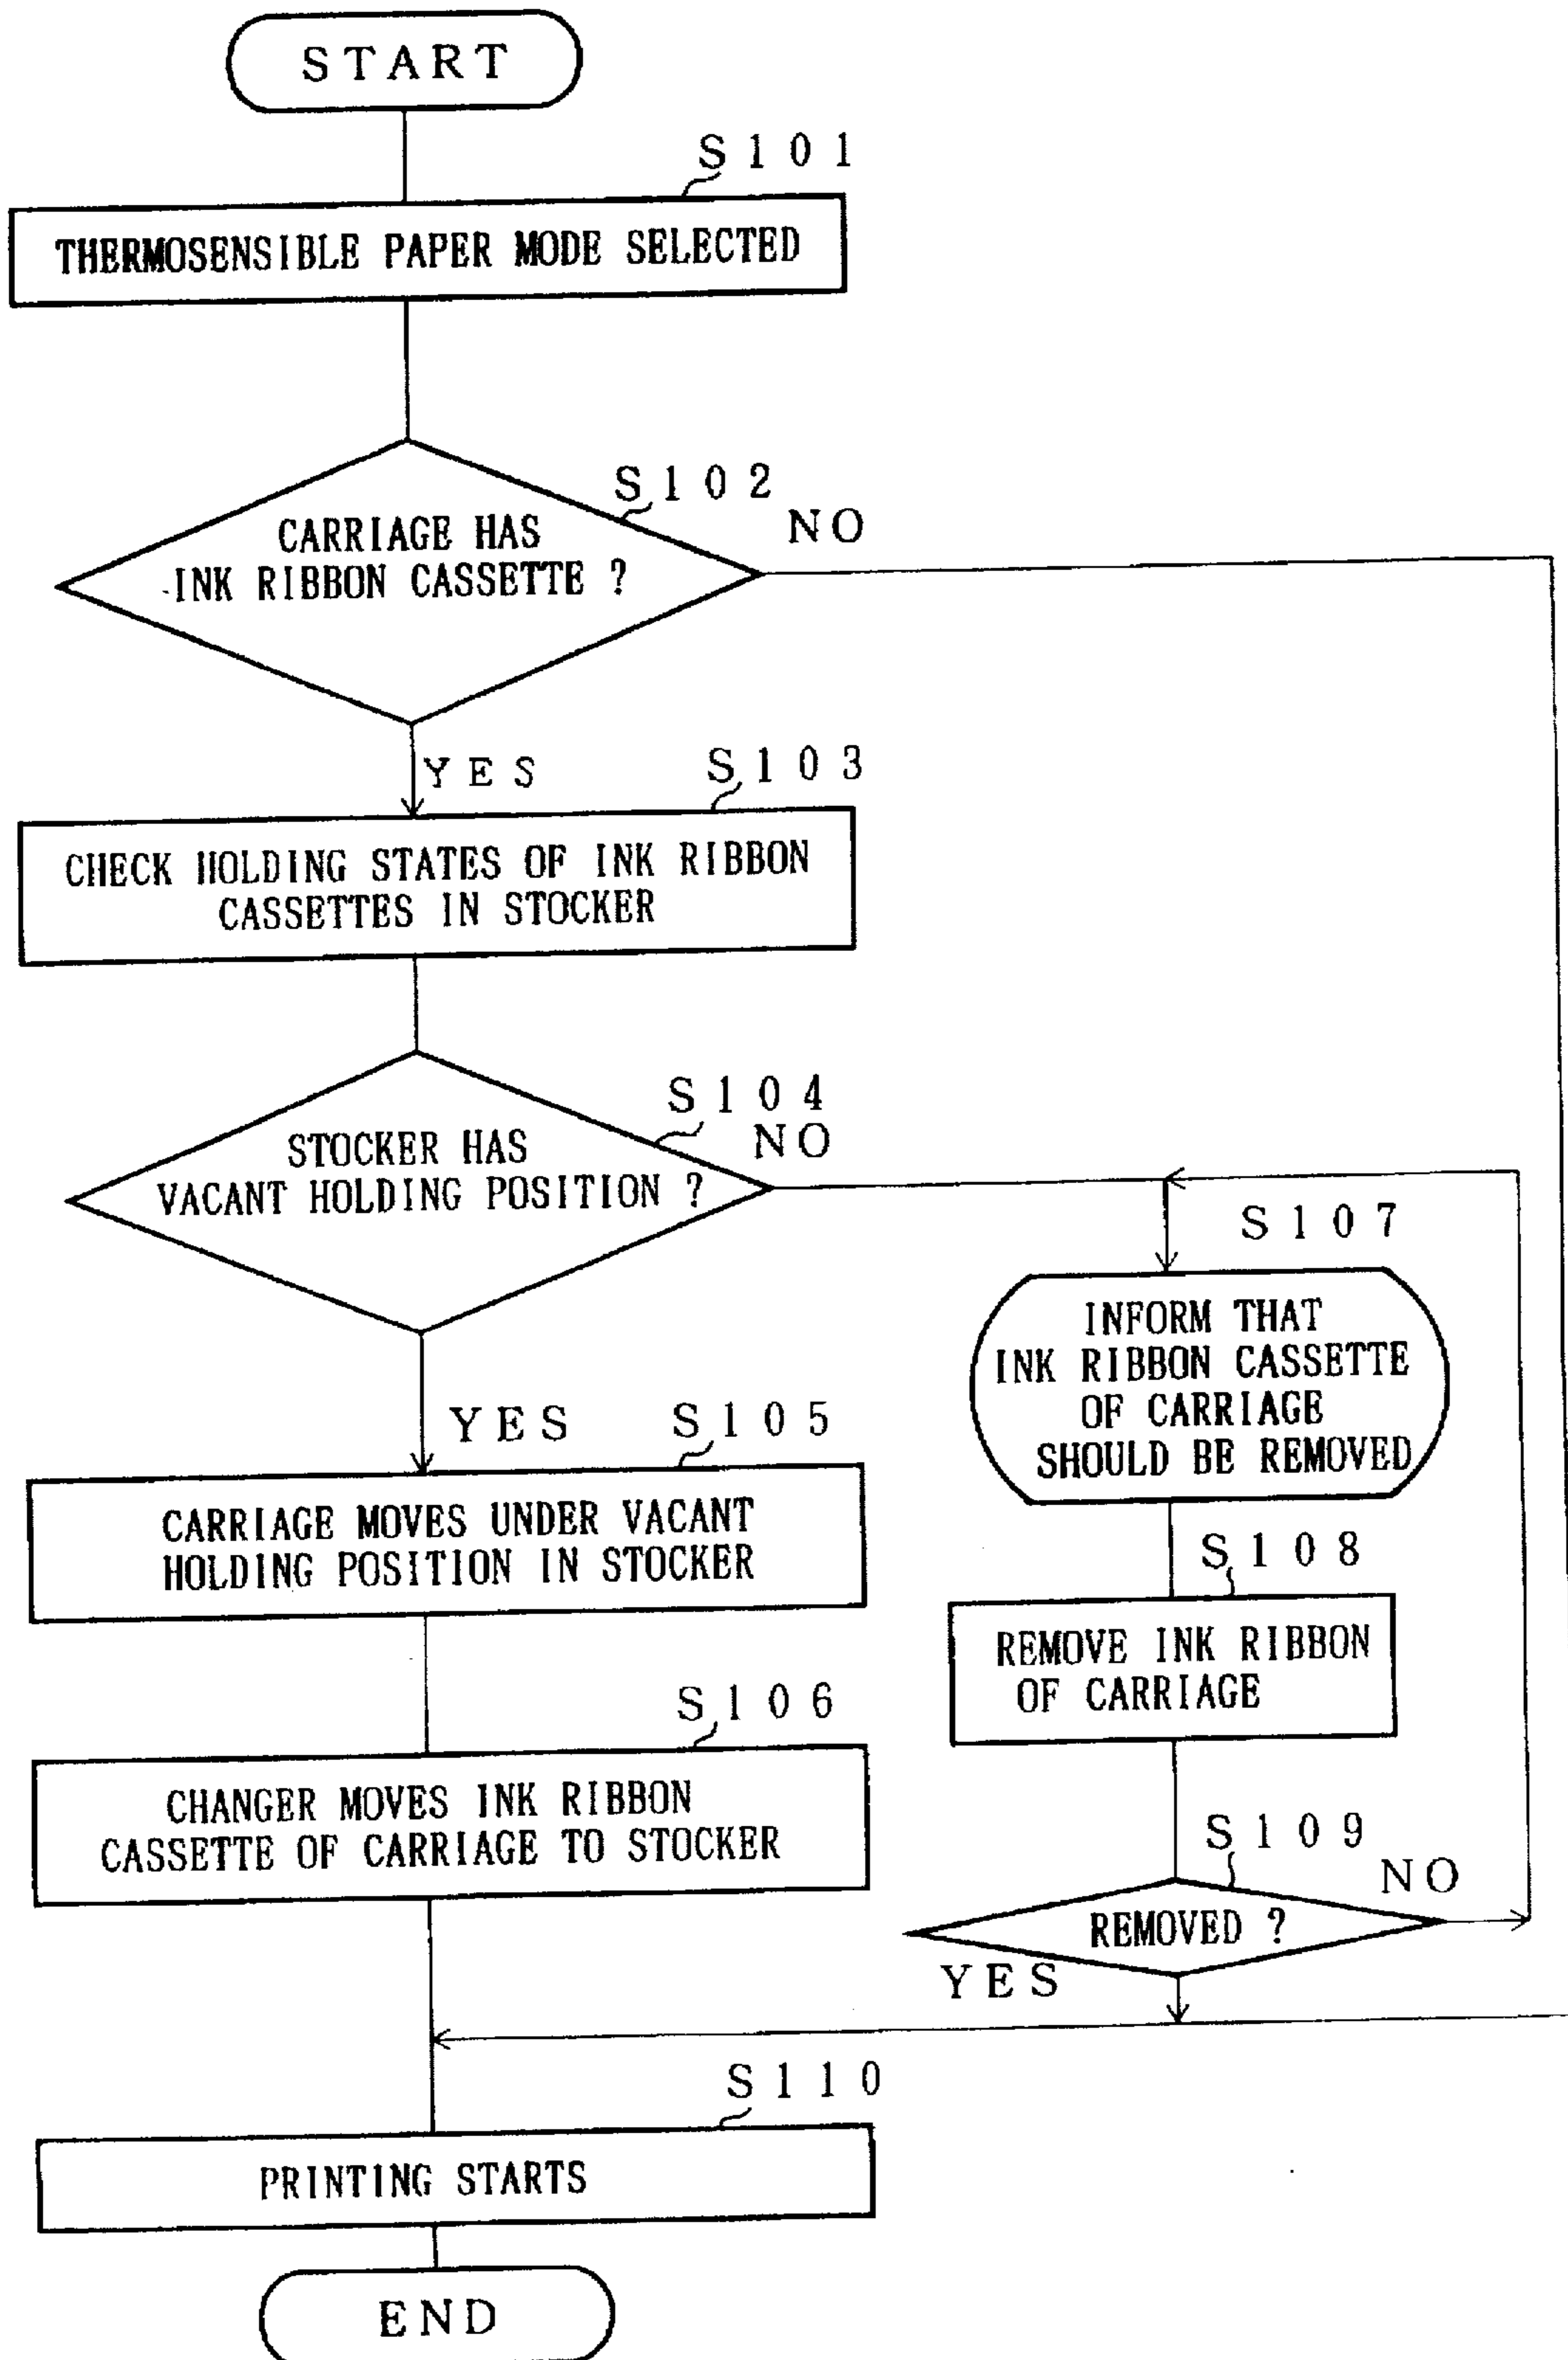 START
S101
THERMOSENSIBLE PAPER MODE SELECTED
S102
NO
CARRIAGE HAS
INK RIBBON CASSETTE ?
YES
S103
CHECK HOLDING STATES OF INK RIBBON
CASSETTES IN STOCKER
S104
NO
STOCKER HAS
VACANT HOLDING POSITION ?
YES
S105
CARRIAGE MOVES UNDER VACANT
HOLDING POSITION IN STOCKER
S106
CHANGER MOVES INK RIBBON
CASSETTE OF CARRIAGE TO STOCKER
S107
INFORM THAT
INK RIBBON CASSETTE
OF CARRIAGE
SHOULD BE REMOVED
S108
REMOVE INK RIBBON
OF CARRIAGE
S109
NO
REMOVED ?
YES
S110
PRINTING STARTS
END